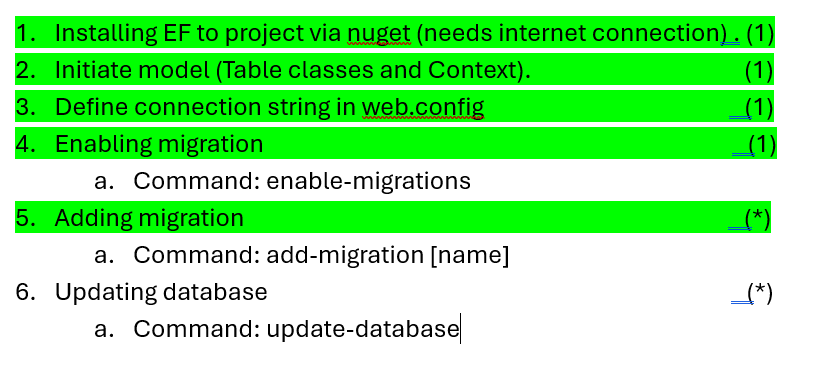 1. Installing EF to project via nuget (needs internet connection) . (1)
2. Initiate model (Table classes and Context). (1)
3. Define connection string in web.config (1)
4. Enabling migration (1)
a. Command: enable-migrations
5. Adding migration (*)
a. Command: add-migration [name]
6. Updating database (*)
a. Command: update-database